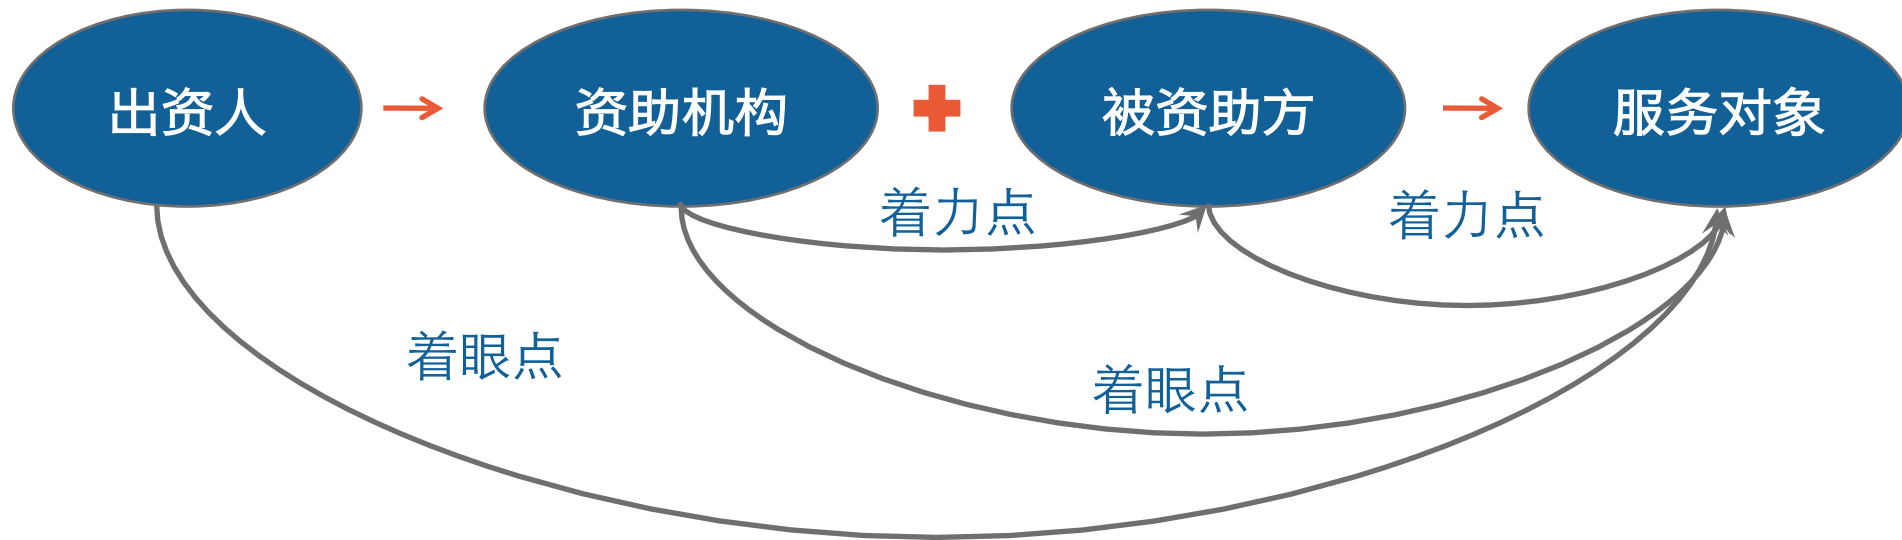 出资人
资助机构
被资助方
服务对象
着力点
着力点
着眼点
着眼点